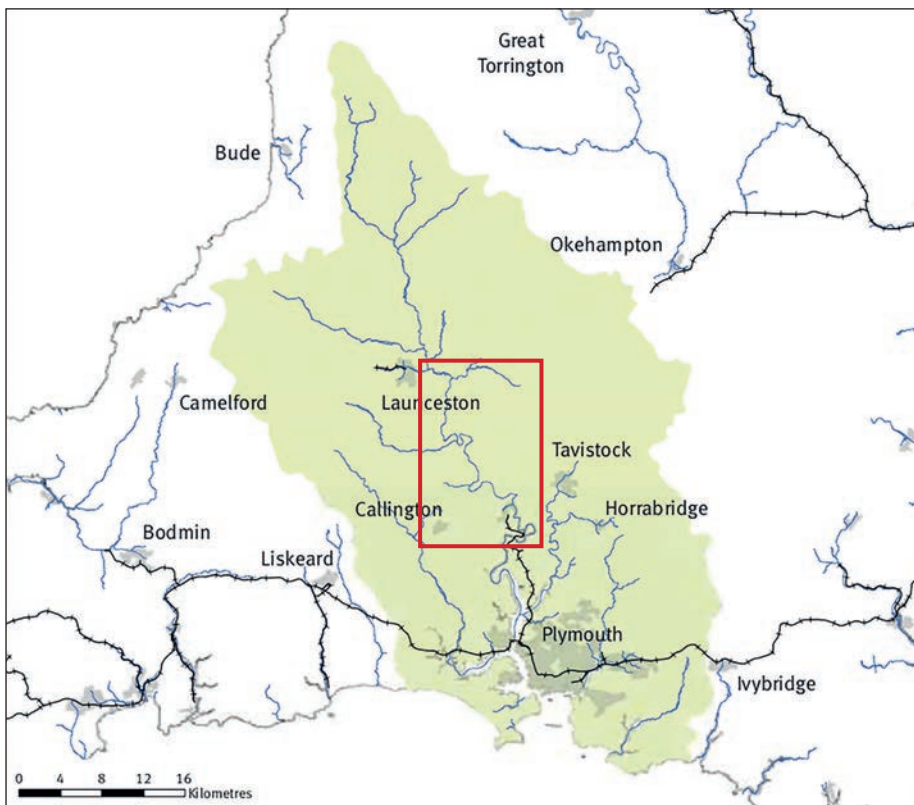 Great
Torrington
Bude
Okehampton
Camelford
Launceston
Tavistock
Callington
Horrabridge
Bodmin
Liskeard
Plymouth
Ivybridge
0 4 8 12 16
Kilometres